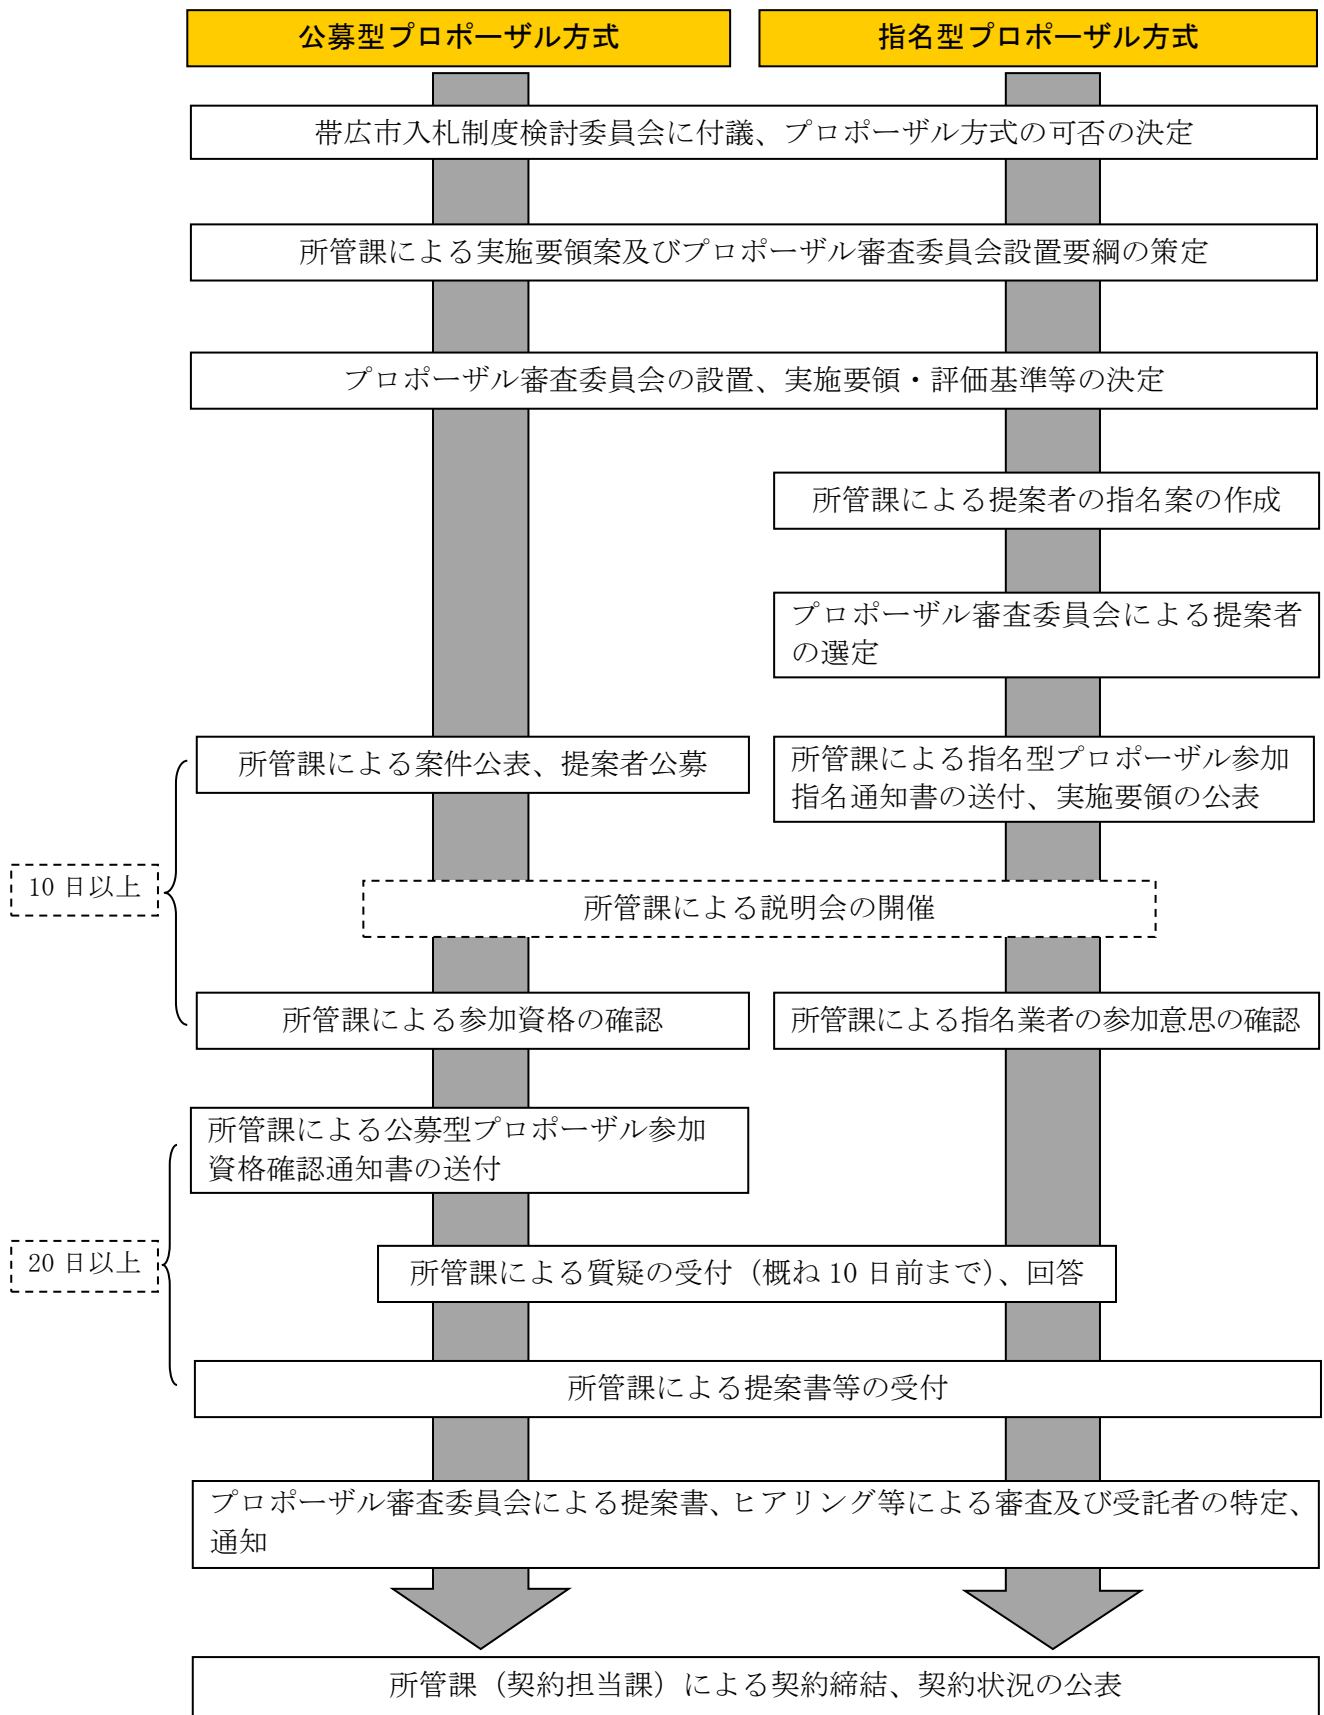 公募型プロポーザル方式
指名型プロポーザル方式
帯広市入札制度検討委員会に付議、プロポーザル方式の可否の決定
所管課による実施要領案及びプロポーザル審査委員会設置要綱の策定
プロポーザル審査委員会の設置、実施要領・評価基準等の決定
所管課による提案者の指名案の作成
プロポーザル審査委員会による提案者
の選定
所管課による案件公表、提案者公募
所管課による指名型プロポーザル参加
指名通知書の送付、実施要領の公表
10 日以上
所管課による説明会の開催
所管課による参加資格の確認
所管課による指名業者の参加意思の確認
所管課による公募型プロポーザル参加
資格確認通知書の送付
20 日以上
所管課による質疑の受付（概ね 10 日前まで）、回答
所管課による提案書等の受付
プロポーザル審査委員会による提案書、ヒアリング等による審査及び受託者の特定、
通知
所管課（契約担当課）による契約締結、契約状況の公表